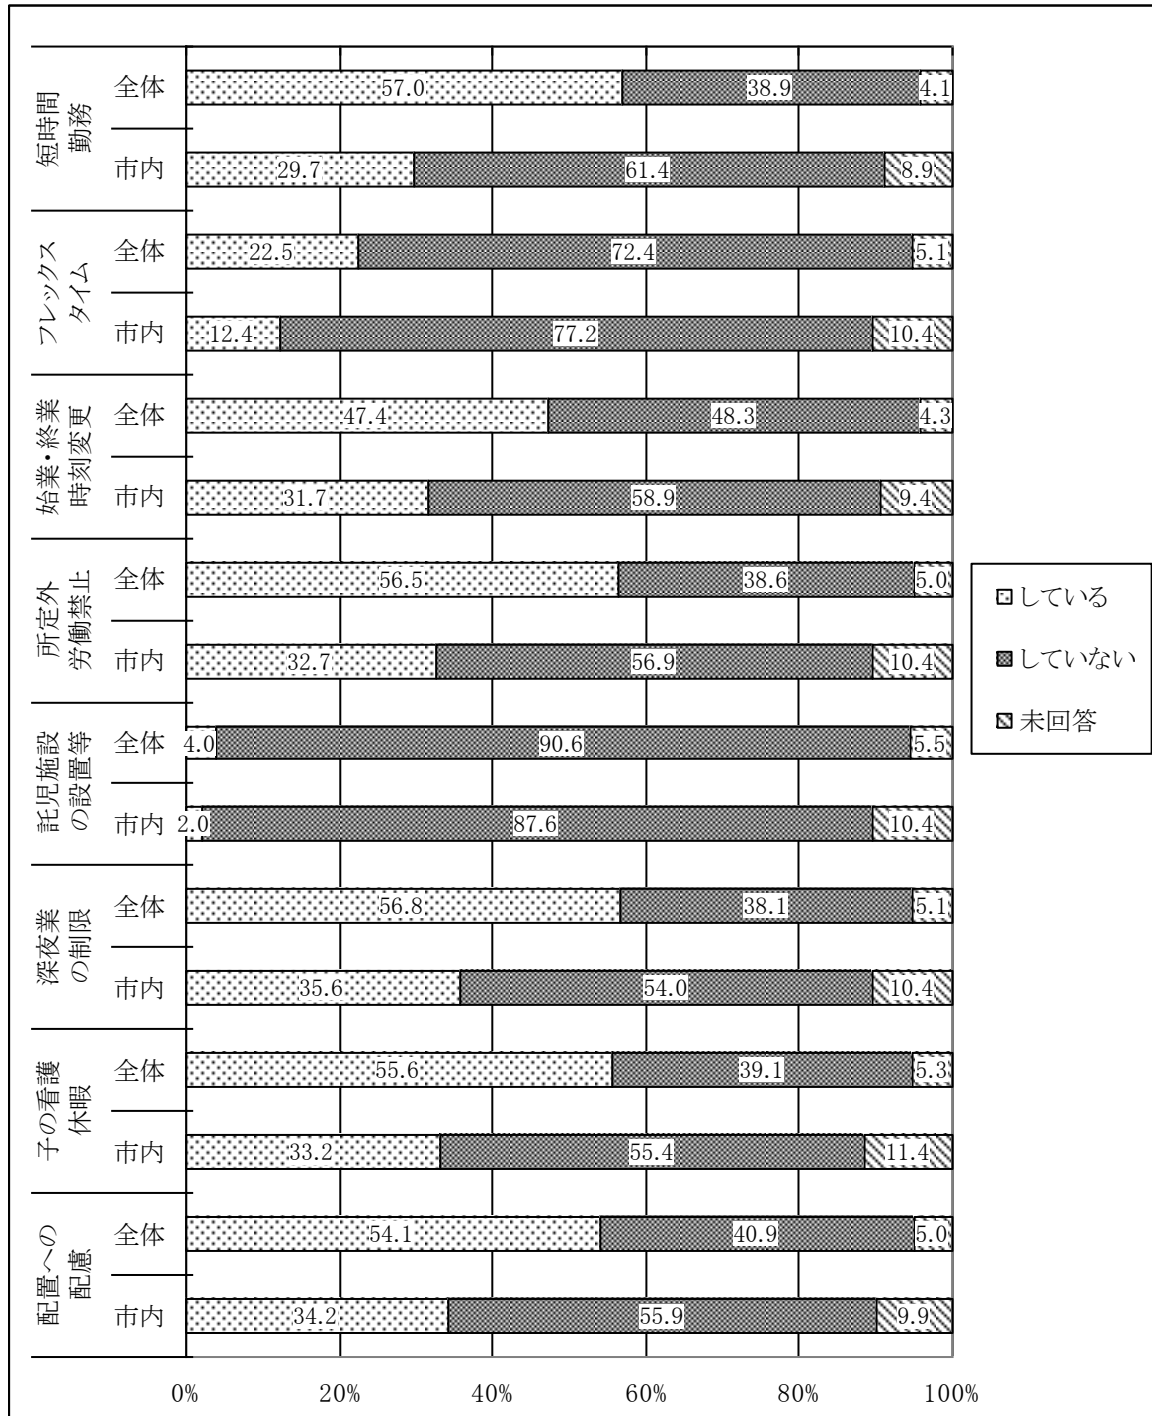 短時間
勤務
全体
57.0
38.9
4.1
市内
29.7
61.4
8.9
フレックス
タイム
全体
22.5
72.4
5.1
市内
12.4
77.2
10.4
始業・終業
時刻変更
全体
47.4
48.3
4.3
市内
31.7
58.9
9.4
所定外
労働禁止
全体
56.5
38.6
5.0
市内
32.7
56.9
10.4
託児施設
の設置等
全体
4.0
90.6
5.5
市内
2.0
87.6
10.4
深夜業
の制限
全体
56.8
38.1
5.1
市内
35.6
54.0
10.4
子の看護
休暇
全体
55.6
39.1
5.3
市内
33.2
55.4
11.4
配置への
配慮
全体
54.1
40.9
5.0
市内
34.2
55.9
9.9
0%
20%
40%
60%
80%
100%
している
していない
未回答